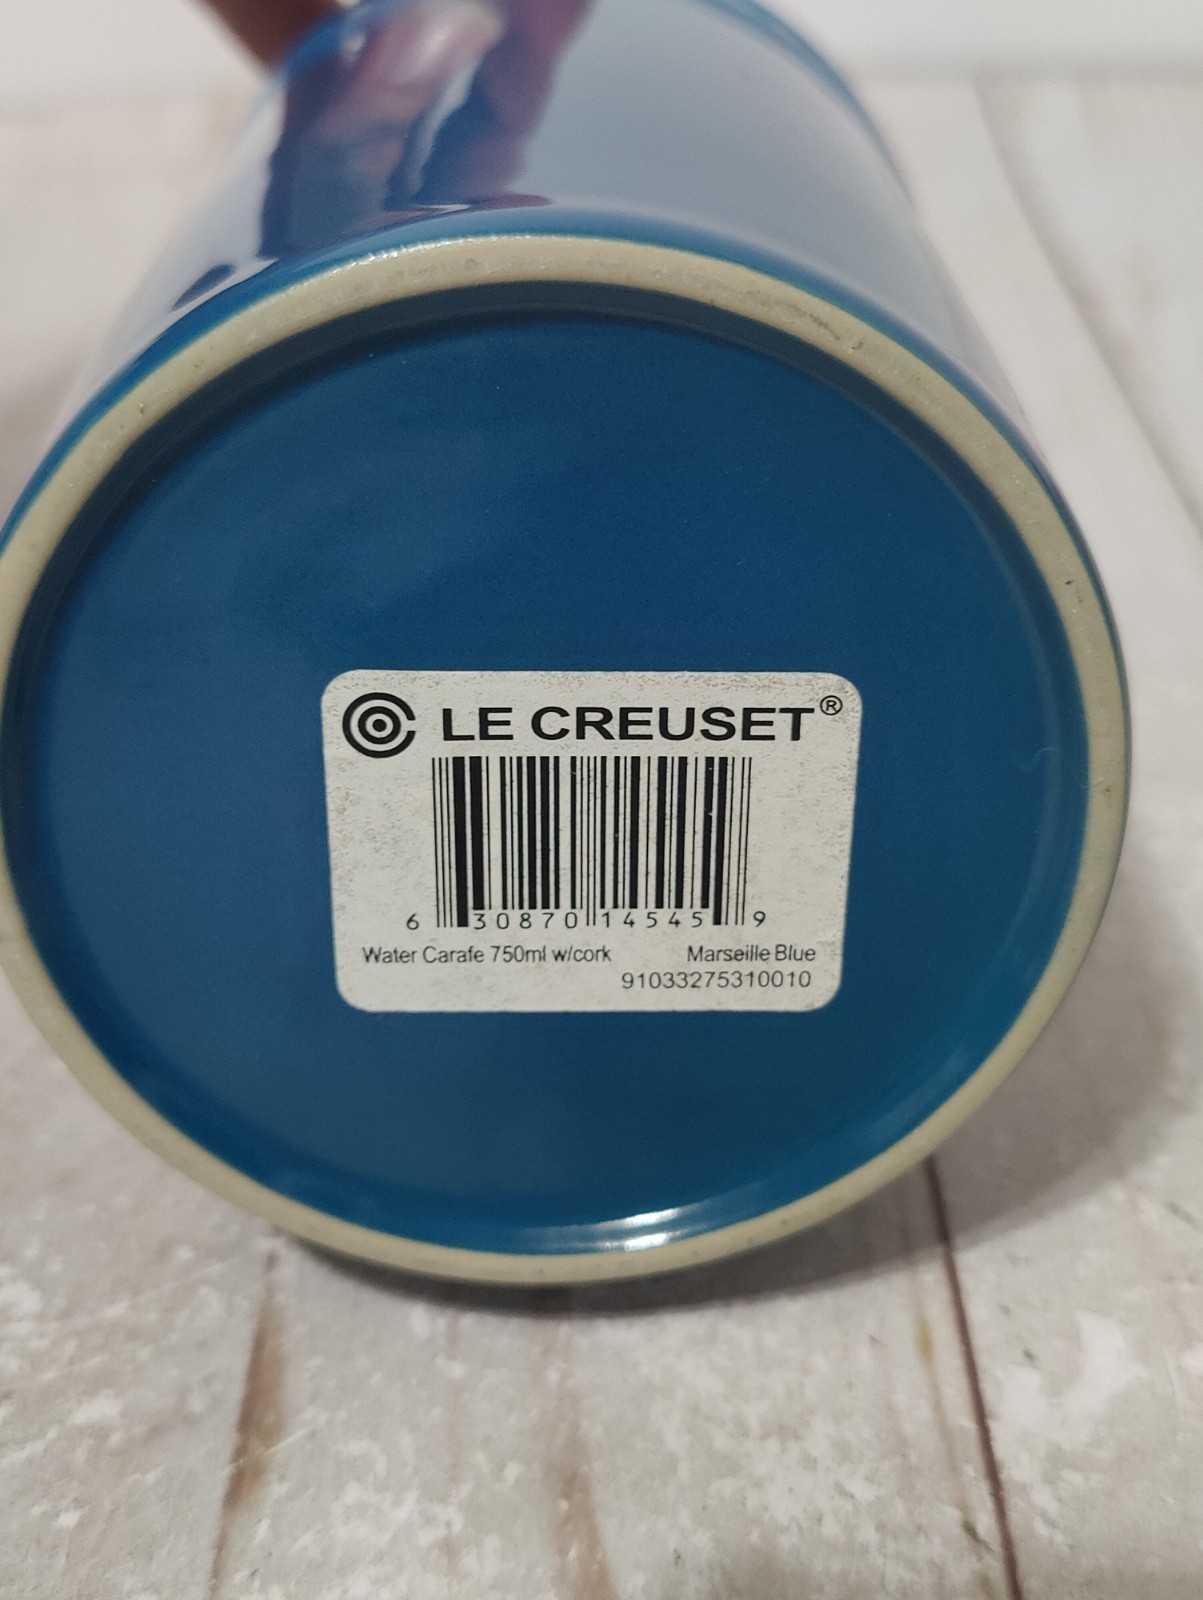 LE CREUSET®
6 30870 14545 9
Water Carafe 750ml w/cork Marseille Blue
91033275310010